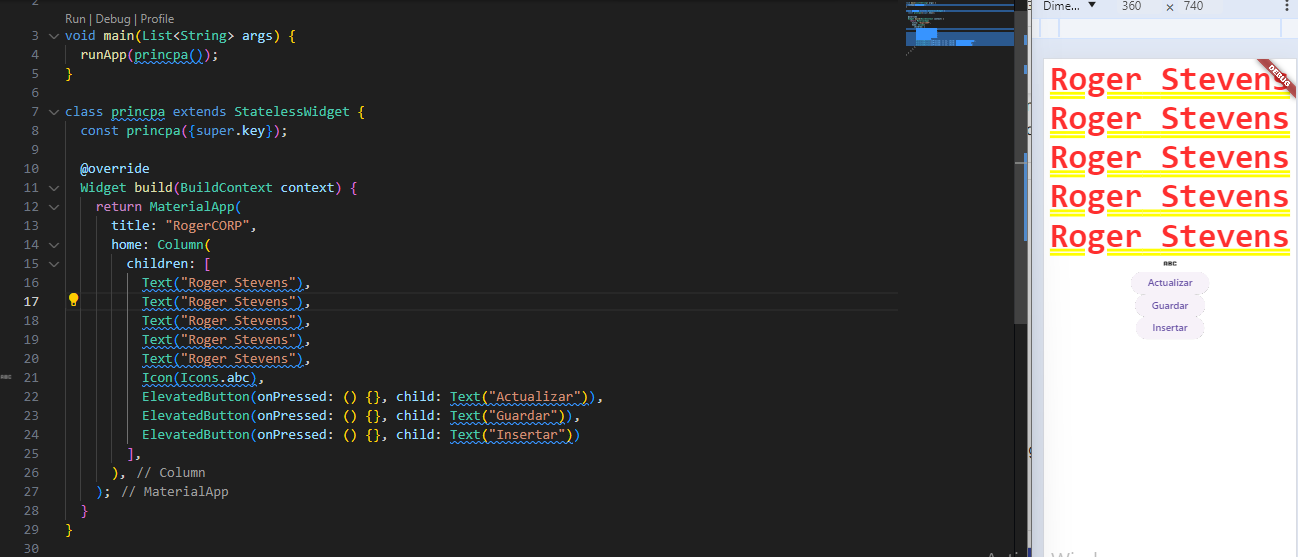 2
Run | Debug | Profile
3 void main(List<String> args) {
4 runApp(princpa());
5 }
6
7 class princpa extends StatelessWidget {
8 const princpa({super.key});
9
10 @override
11 Widget build(BuildContext context) {
12 return MaterialApp(
13 title: "RogerCORP",
14 home: Column(
15 children: [
16 Text("Roger Stevens"),
17 Text("Roger Stevens"),
18 Text("Roger Stevens"),
19 Text("Roger Stevens"),
20 Text("Roger Stevens"),
21 Icon(Icons.abc),
22 ElevatedButton(onPressed: () {}, child: Text("Actualizar")),
23 ElevatedButton(onPressed: () {}, child: Text("Guardar")),
24 ElevatedButton(onPressed: () {}, child: Text("Insertar"))
25 ],
26 ), // Column
27 ); // MaterialApp
28 }
29 }
30
Dime... 360 × 740
DEBUG
Roger Stevens
Roger Stevens
Roger Stevens
Roger Stevens
Roger Stevens
ABC
Actualizar
Guardar
Insertar